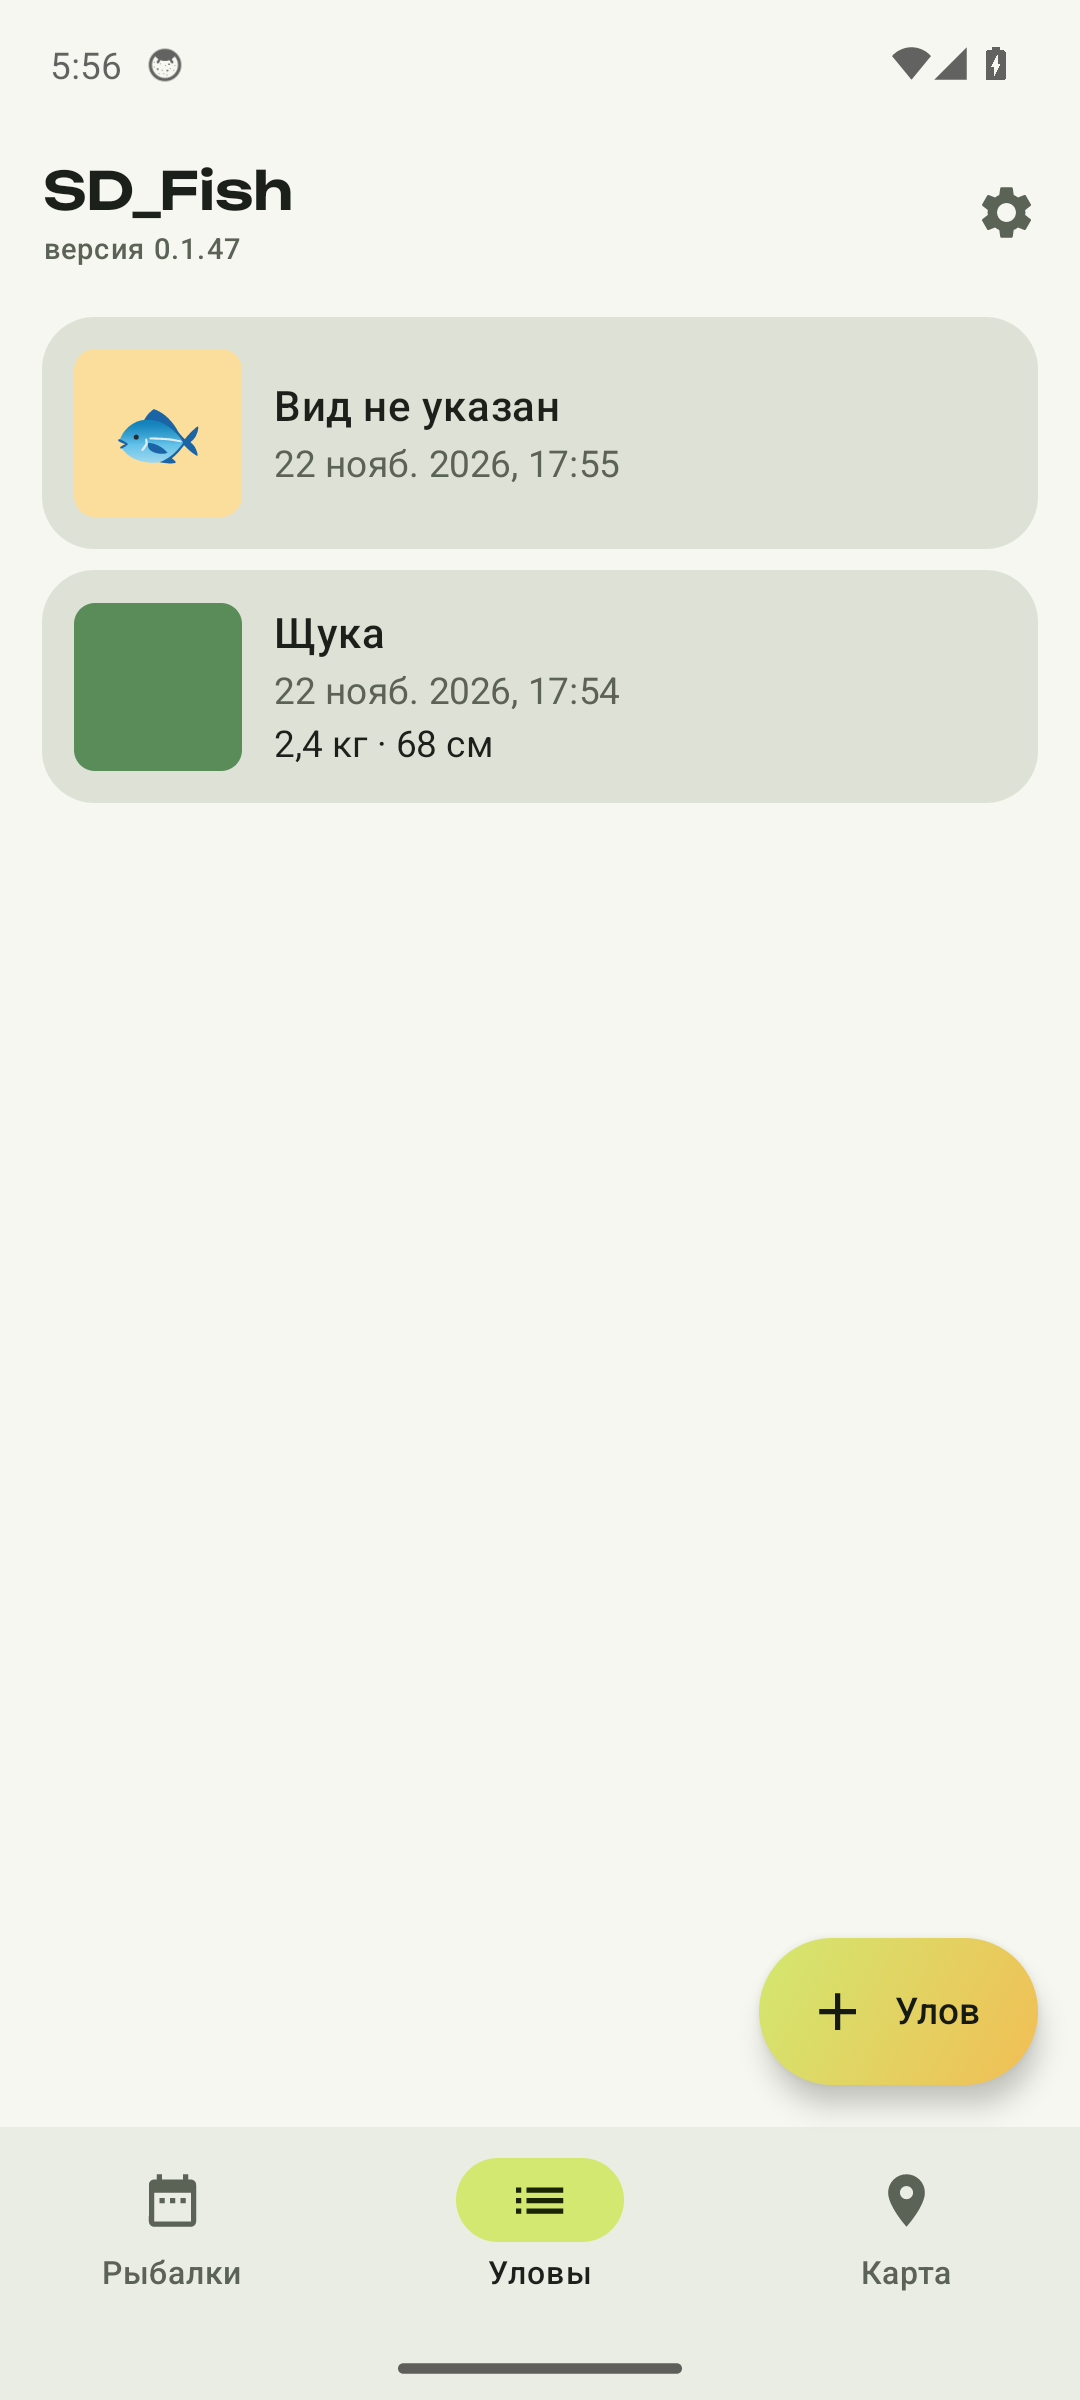 5:56
SD_Fish
версия 0.1.47
Вид не указан
22 нояб. 2026, 17:55
Щука
22 нояб. 2026, 17:54
2,4 кг · 68 см
Улов
Рыбалки
Уловы
Карта